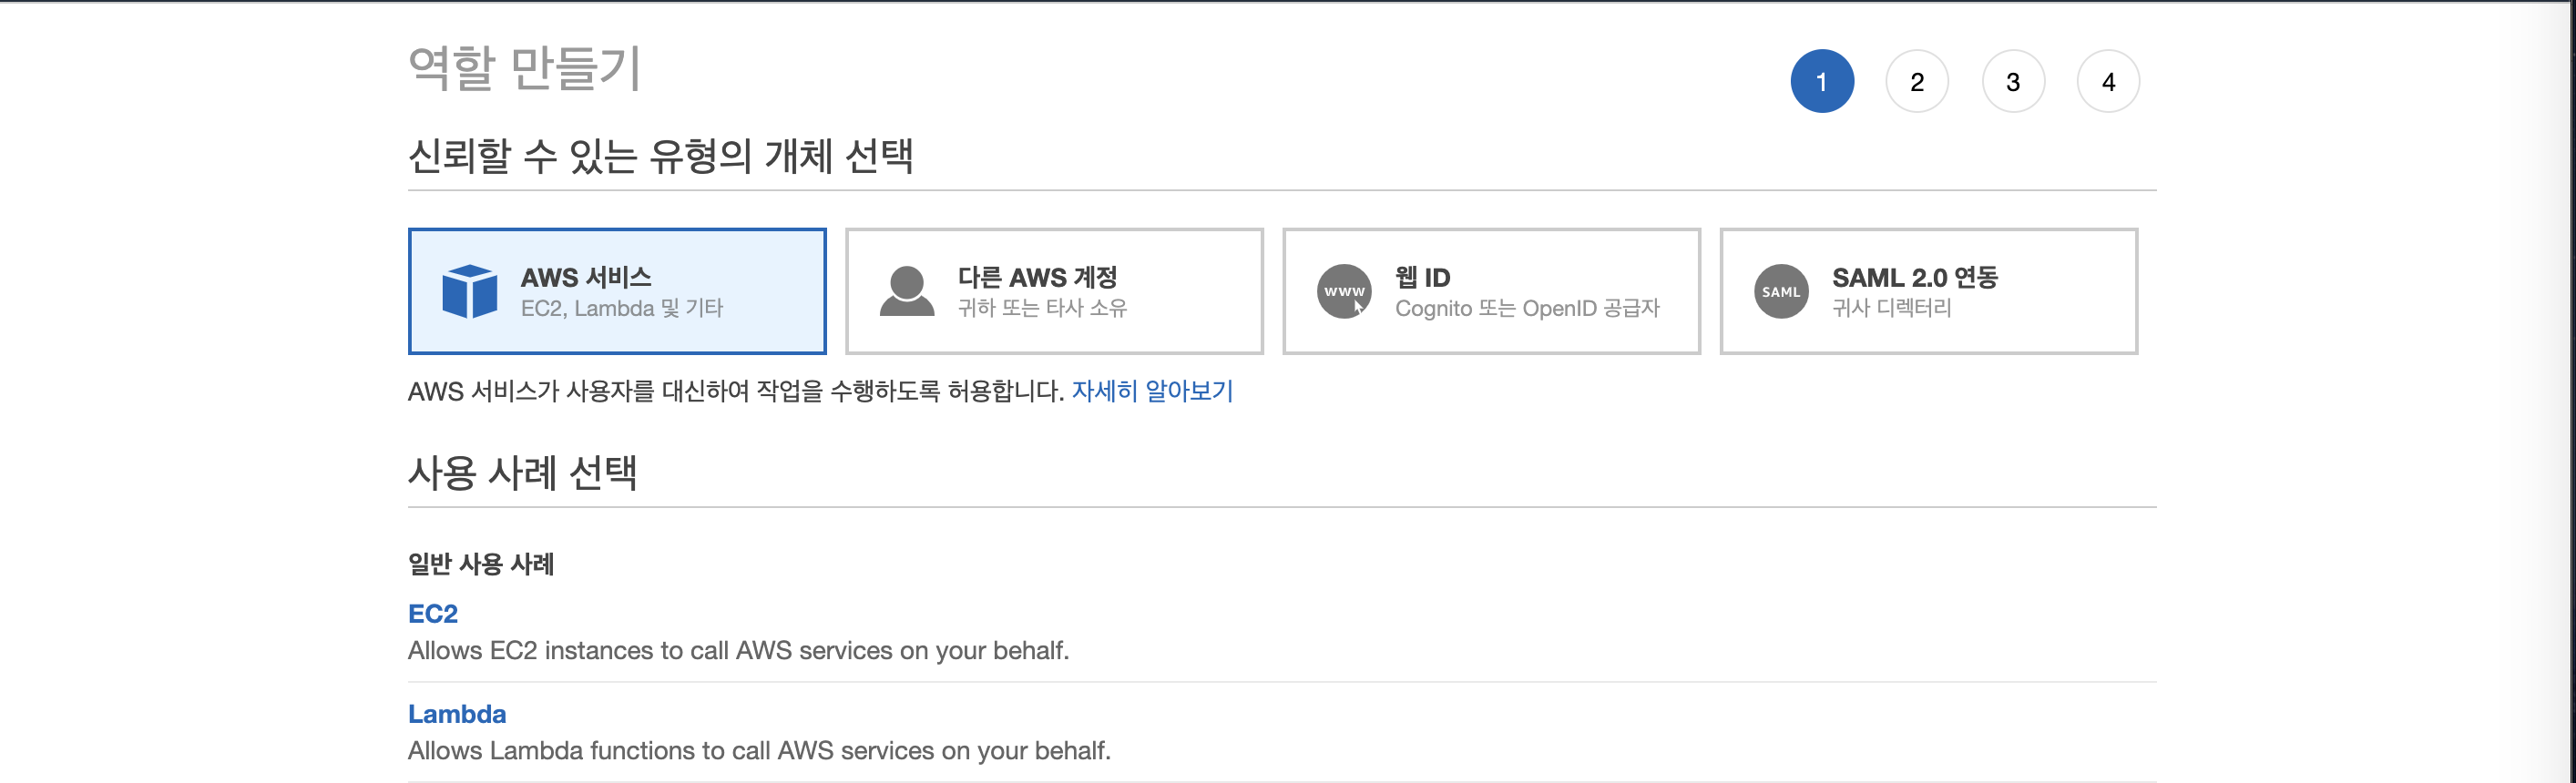 역할 만들기
1 2 3 4
신뢰할 수 있는 유형의 개체 선택
AWS 서비스
EC2, Lambda 및 기타
다른 AWS 계정
귀하 또는 타사 소유
www
웹 ID
Cognito 또는 OpenID 공급자
SAML
SAML 2.0 연동
귀사 디렉터리
AWS 서비스가 사용자를 대신하여 작업을 수행하도록 허용합니다. 자세히 알아보기
사용 사례 선택
일반 사용 사례
EC2
Allows EC2 instances to call AWS services on your behalf.
Lambda
Allows Lambda functions to call AWS services on your behalf.